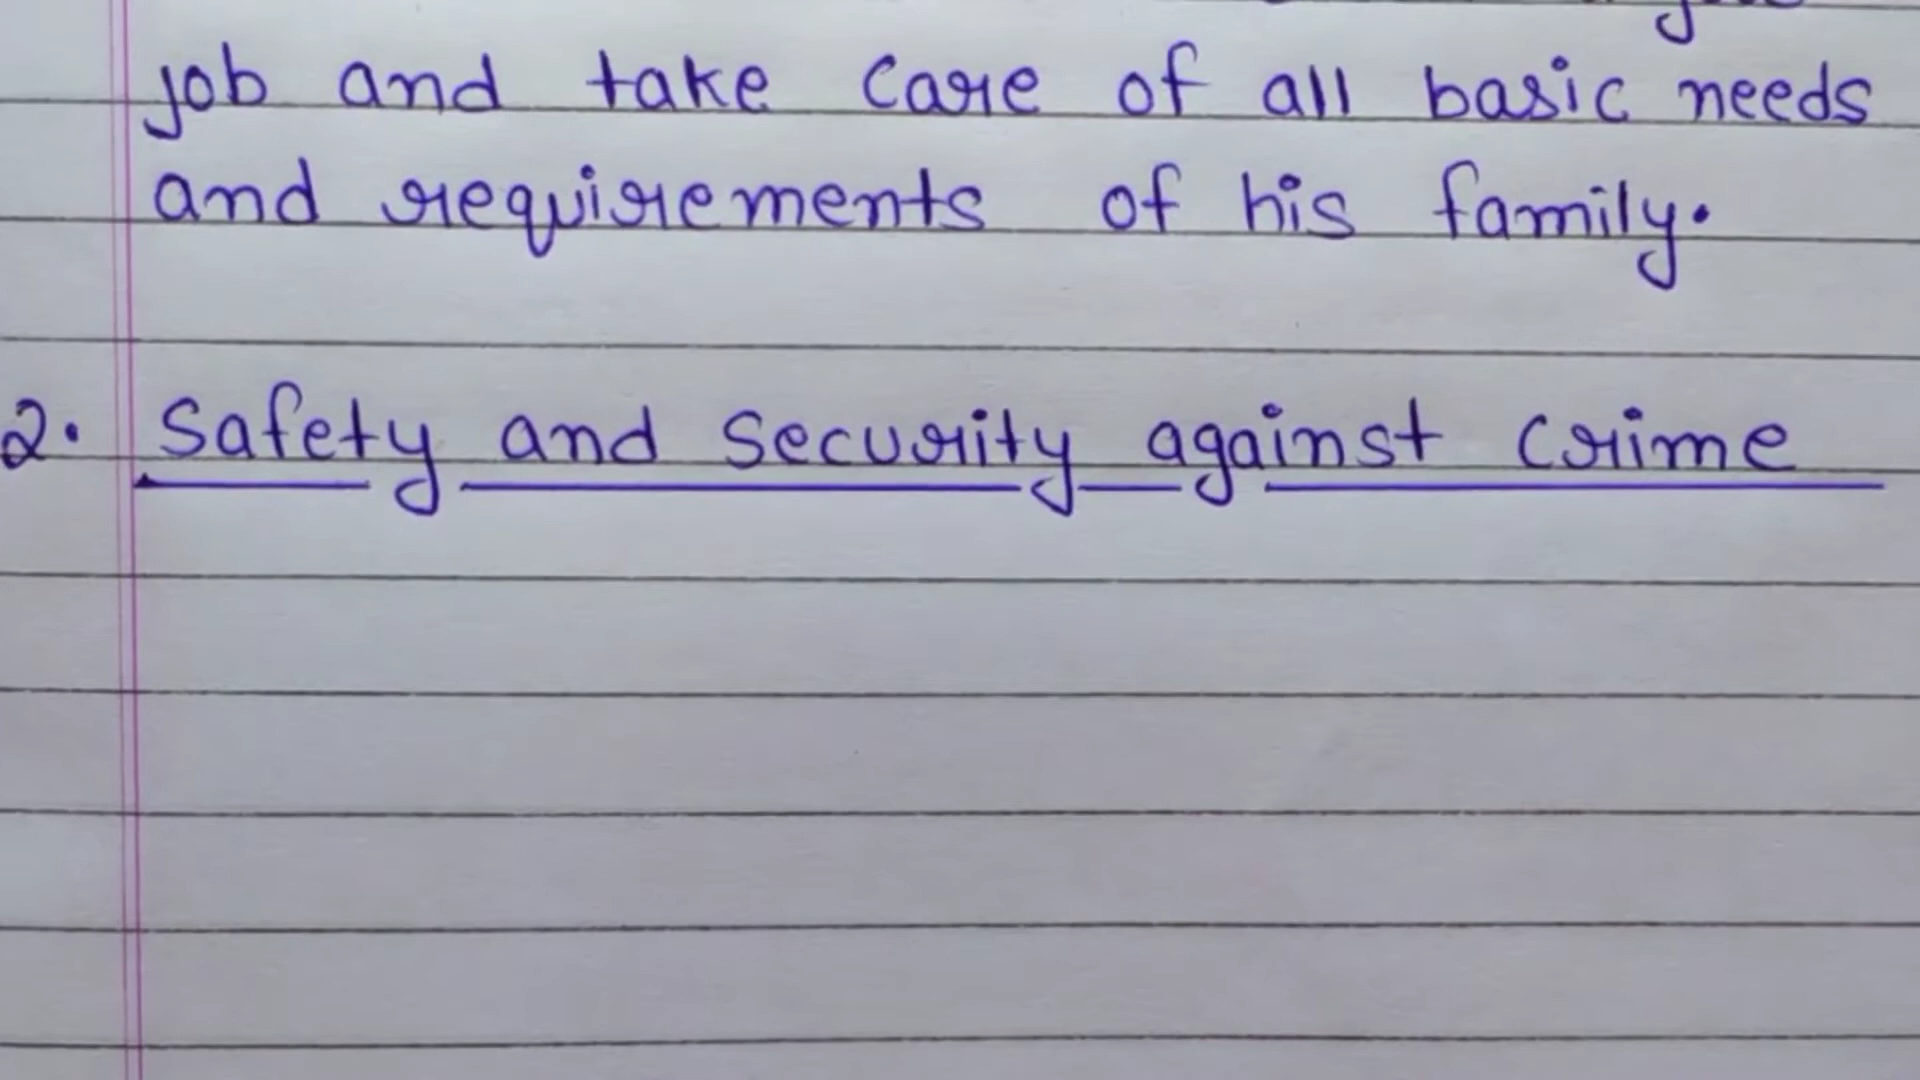 job and take care of all basic needs
and requirements of his family.
2. Safety and Security against crime